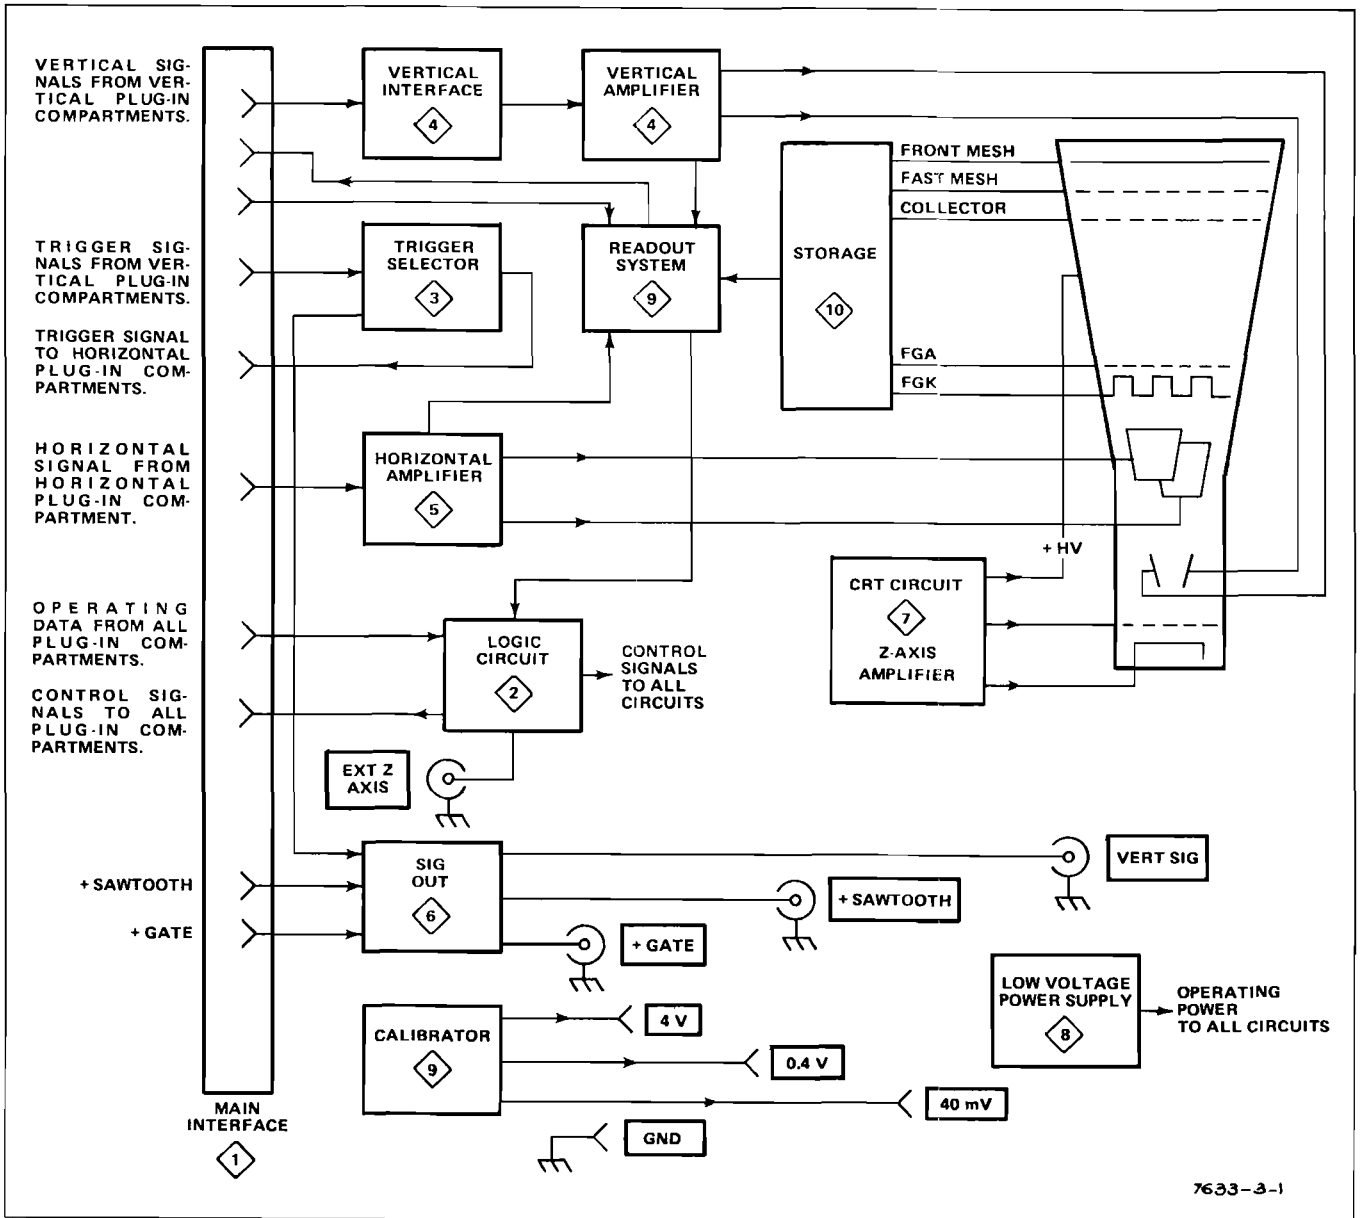 VERTICAL SIG-
NALS FROM VER-
TICAL PLUG-IN
COMPARTMENTS.
VERTICAL
INTERFACE
4
VERTICAL
AMPLIFIER
4
FRONT MESH
FAST MESH
COLLECTOR
STORAGE
10
FGA
FGK
TRIGGER SIG-
NALS FROM VER-
TICAL PLUG-IN
COMPARTMENTS.
TRIGGER
SELECTOR
3
READOUT
SYSTEM
9
TRIGGER SIGNAL
TO HORIZONTAL
PLUG-IN COM-
PARTMENTS.
HORIZONTAL
SIGNAL FROM
HORIZONTAL
PLUG-IN COM-
PARTMENT.
HORIZONTAL
AMPLIFIER
5
+ HV
CRT CIRCUIT
7
Z-AXIS
AMPLIFIER
OPERATING
DATA FROM ALL
PLUG-IN COM-
PARTMENTS.
LOGIC
CIRCUIT
2
CONTROL
SIGNALS
TO ALL
CIRCUITS
CONTROL SIG-
NALS TO ALL
PLUG-IN COM-
PARTMENTS.
EXT Z
AXIS
SIG
OUT
6
VERT SIG
+ SAWTOOTH
+ SAWTOOTH
+ GATE
+ GATE
LOW VOLTAGE
POWER SUPPLY
8
OPERATING
POWER
TO ALL CIRCUITS
CALIBRATOR
9
4 V
0.4 V
40 mV
GND
MAIN
INTERFACE
1
7633-3-1